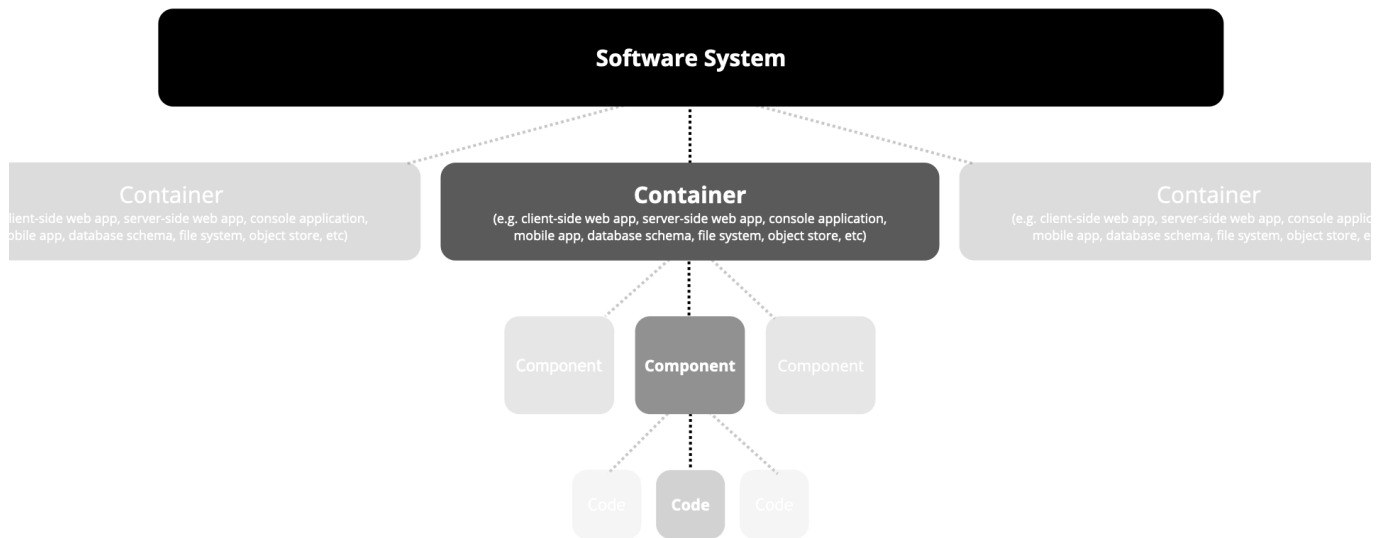 Software System
Container
lient-side web app, server-side web app, console application,
obile app, database schema, file system, object store, etc)
Container
(e.g. client-side web app, server-side web app, console application,
mobile app, database schema, file system, object store, etc)
Container
(e.g. client-side web app, server-side web app, console applic
mobile app, database schema, file system, object store, e
Component
Component
Component
Code
Code
Code